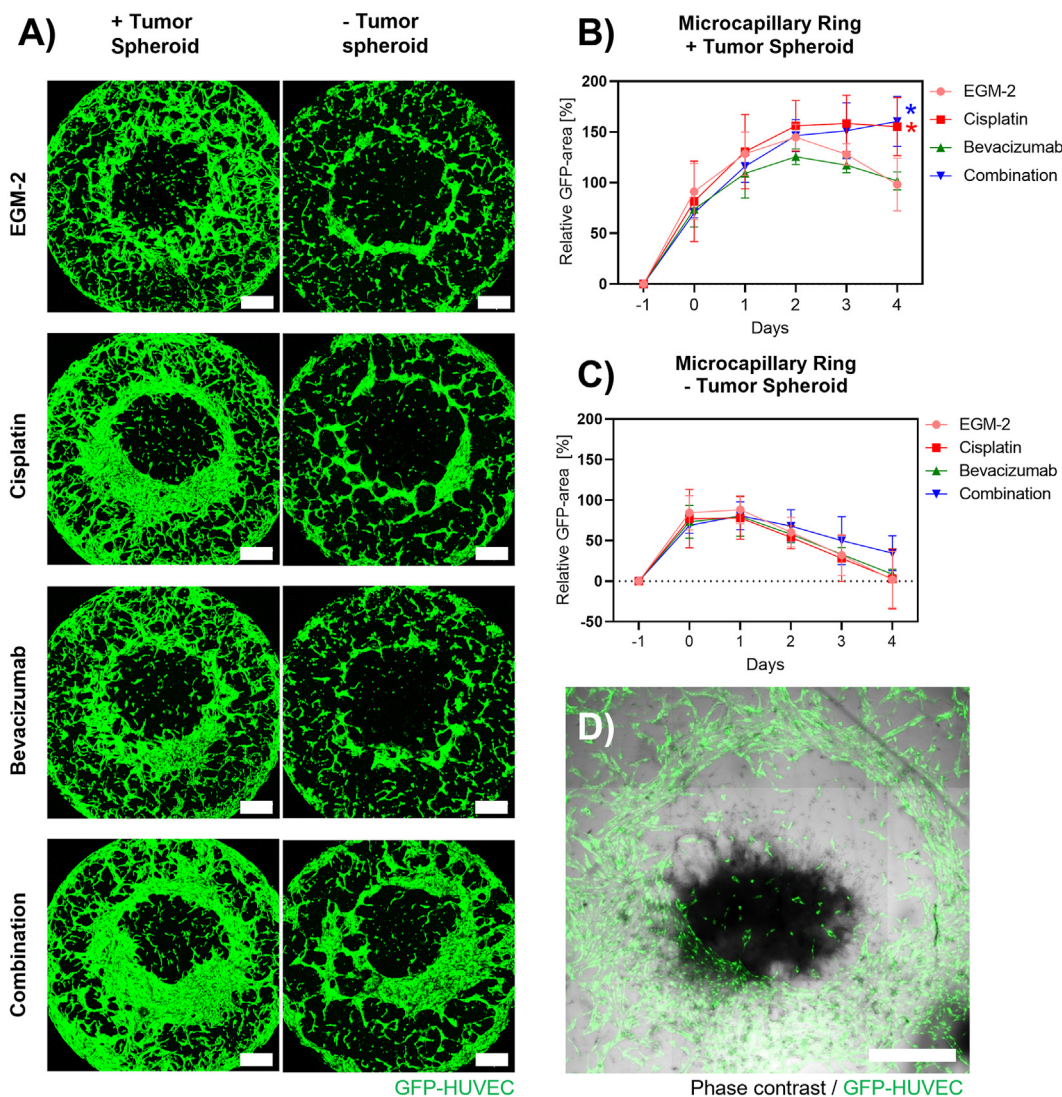 A)
+ Tumor
Spheroid
- Tumor
spheroid
EGM-2
Cisplatin
Bevacizumab
Combination
GFP-HUVEC
B)
Microcapillary Ring
+ Tumor Spheroid
Relative GFP-area [%]
200
150
100
50
0
-1 0 1 2 3 4
Days
*
*
EGM-2
Cisplatin
Bevacizumab
Combination
C)
Microcapillary Ring
- Tumor Spheroid
Relative GFP-area [%]
200
150
100
50
0
-50
-1 0 1 2 3 4
Days
EGM-2
Cisplatin
Bevacizumab
Combination
D)
Phase contrast / GFP-HUVEC